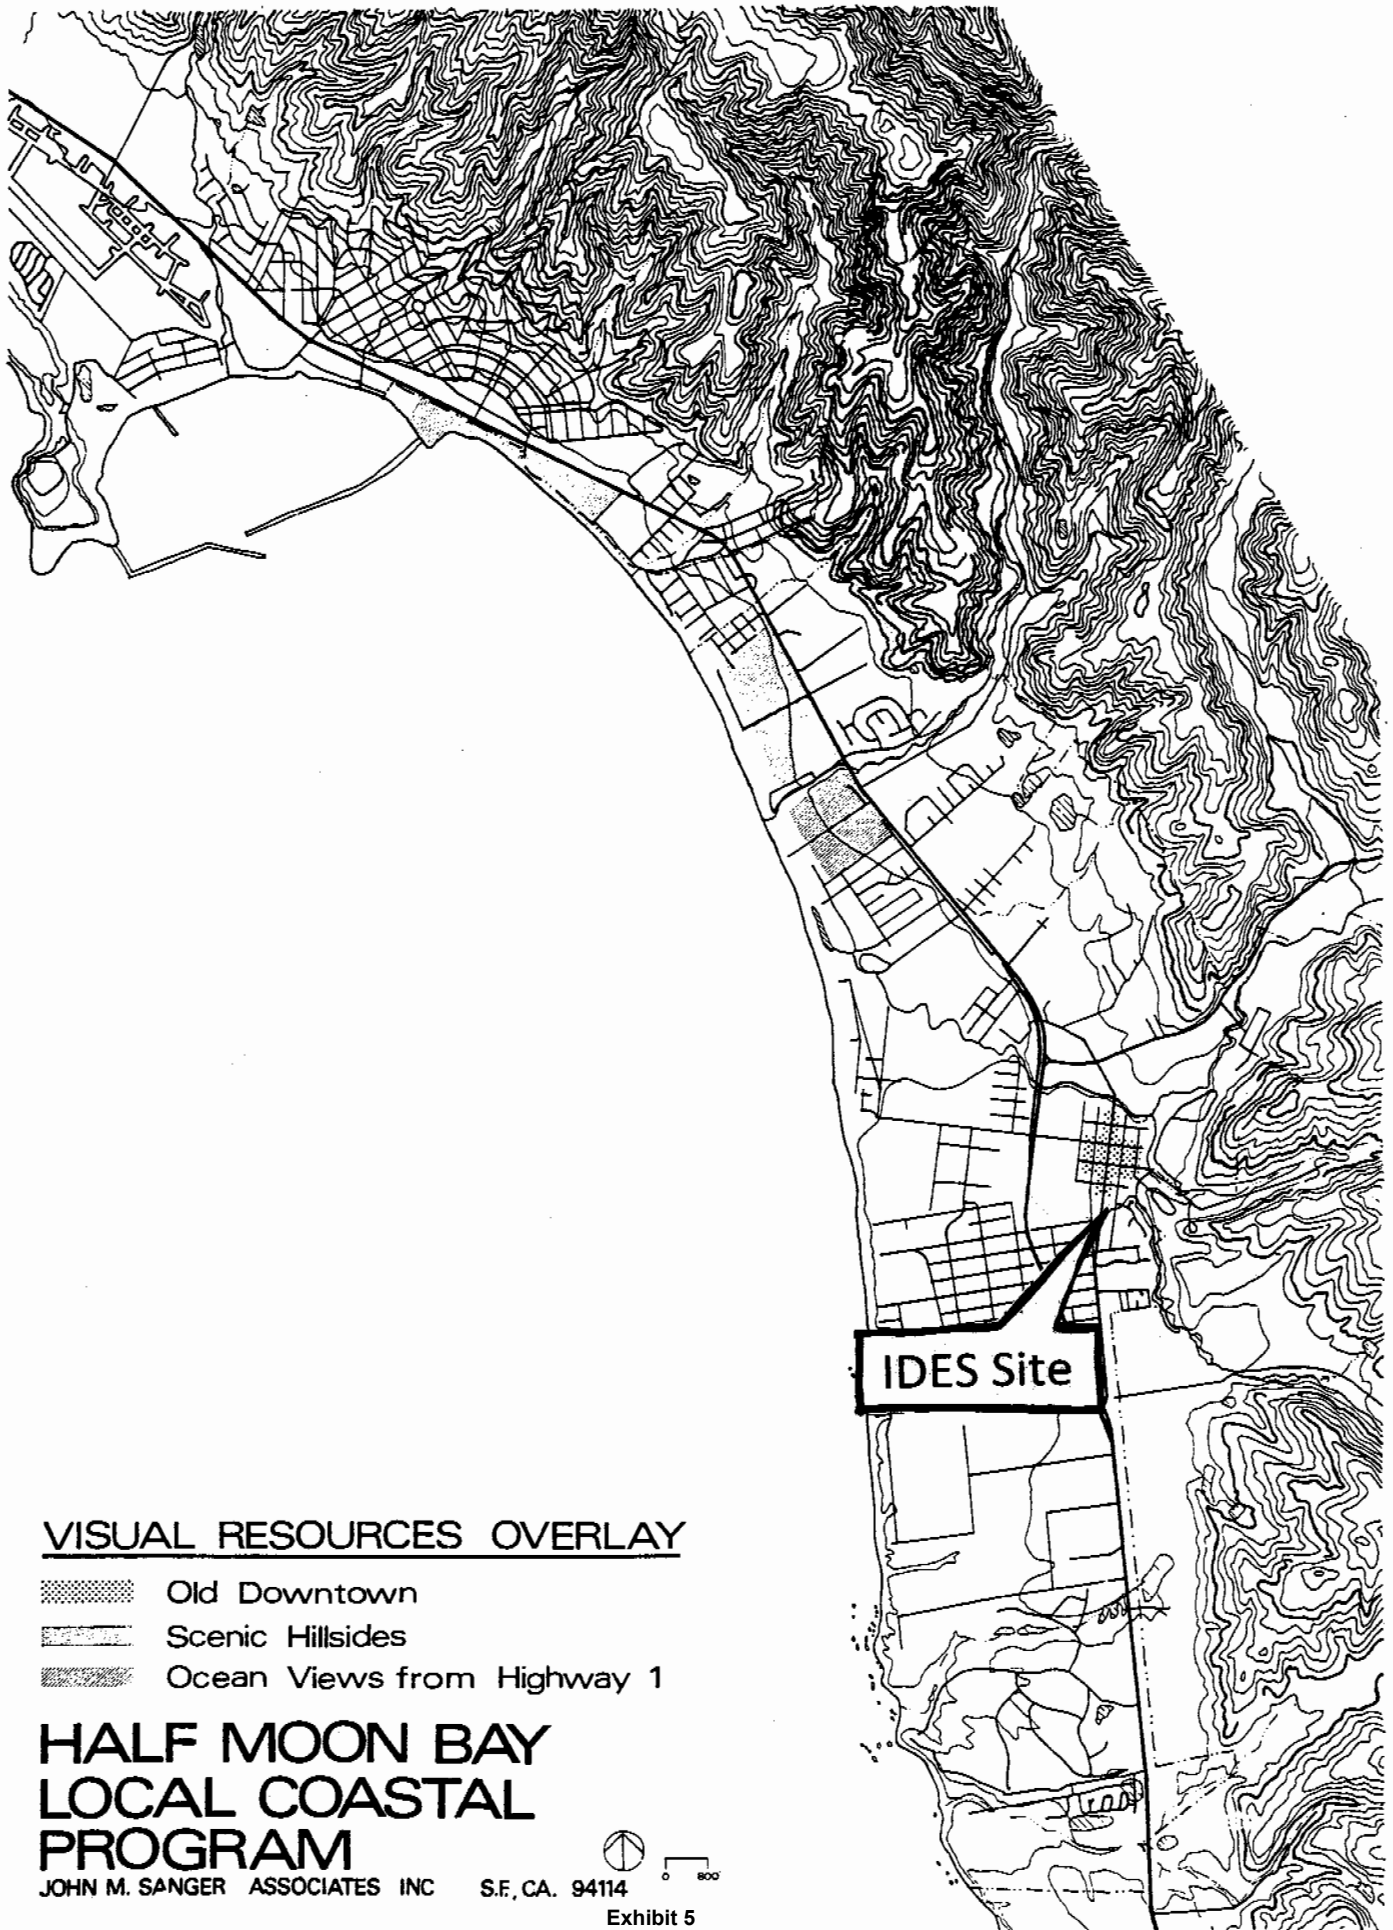 IDES Site
VISUAL RESOURCES OVERLAY
Old Downtown
Scenic Hillsides
Ocean Views from Highway 1
HALF MOON BAY
LOCAL COASTAL
PROGRAM
JOHN M. SANGER ASSOCIATES INC S.F., CA. 94114
0 800'
Exhibit 5